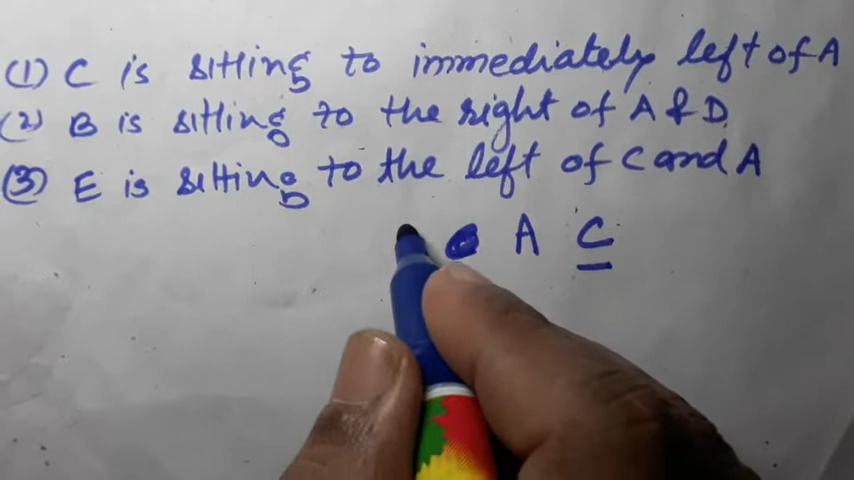 (1) C is sitting to immediately left of A
(2) B is sitting to the right of A & D
(3) E is sitting to the left of C and A
A C